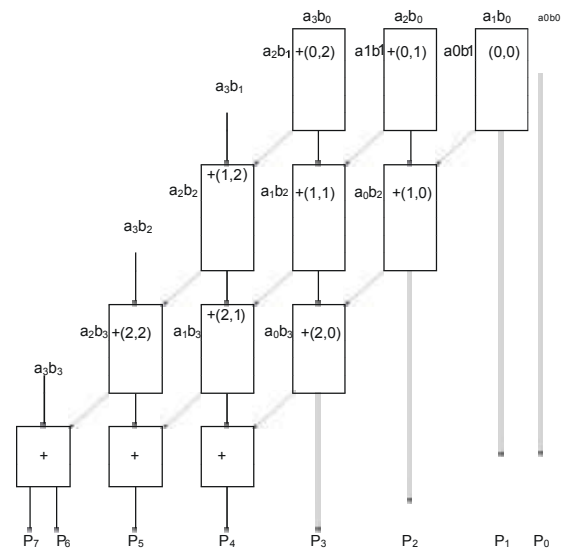 a₃b₀ a₂b₀ a₁b₀ a0b0
a₂b₁ +(0,2) a1b1 +(0,1) a0b1 (0,0)
a₃b₁
a₂b₂ +(1,2) a₁b₂ +(1,1) a₀b₂ +(1,0)
a₃b₂
a₂b₃ +(2,2) a₁b₃ +(2,1) a₀b₃ +(2,0)
a₃b₃
+ + +
P₇ P₆ P₅ P₄ P₃ P₂ P₁ P₀